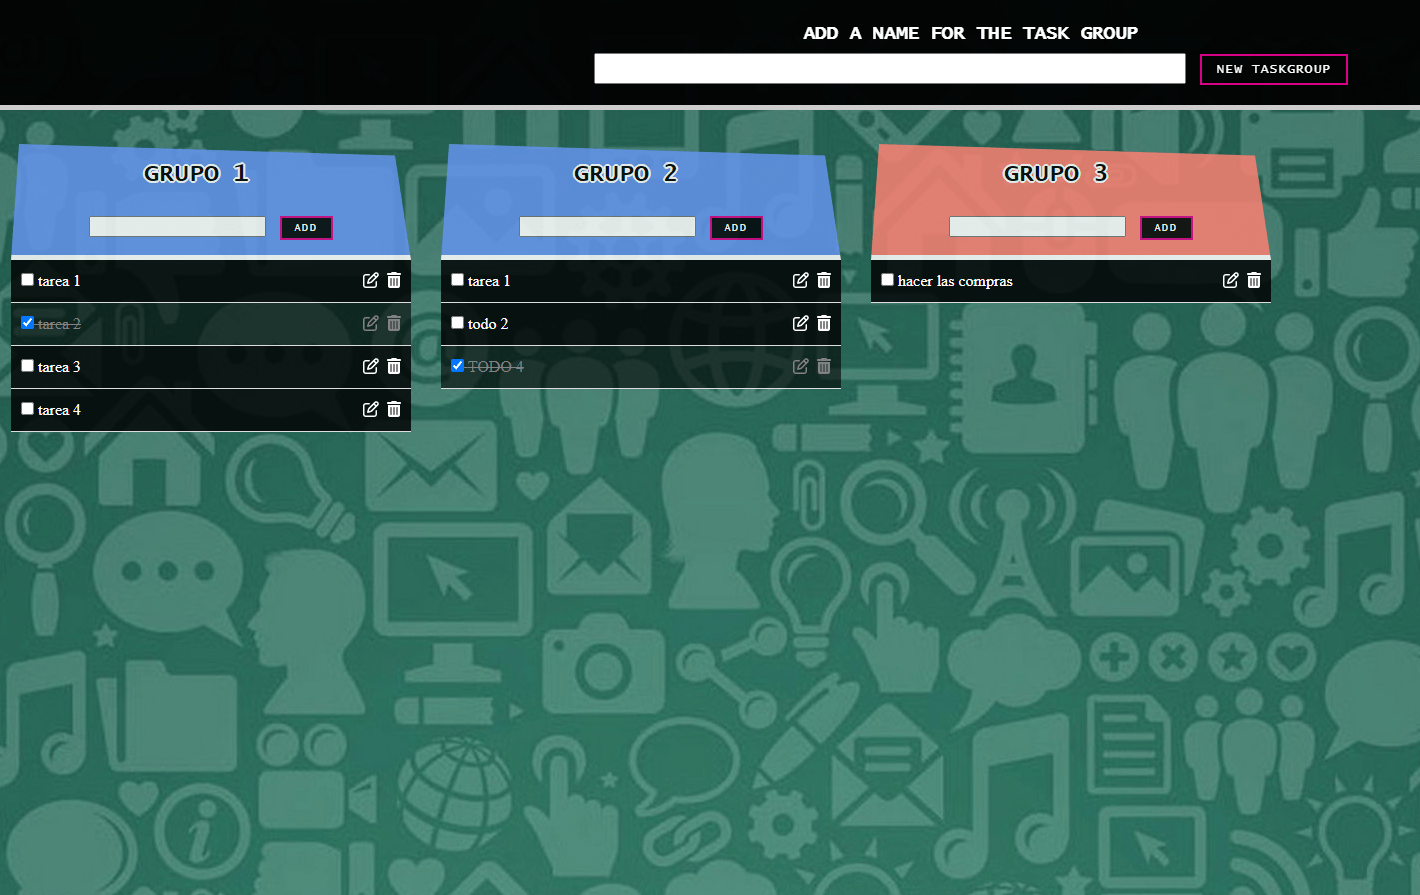 ADD A NAME FOR THE TASK GROUP
NEW TASKGROUP
GRUPO 1
ADD
tarea 1
tarea 2
tarea 3
tarea 4
GRUPO 2
ADD
tarea 1
todo 2
TODO 4
GRUPO 3
ADD
hacer las compras